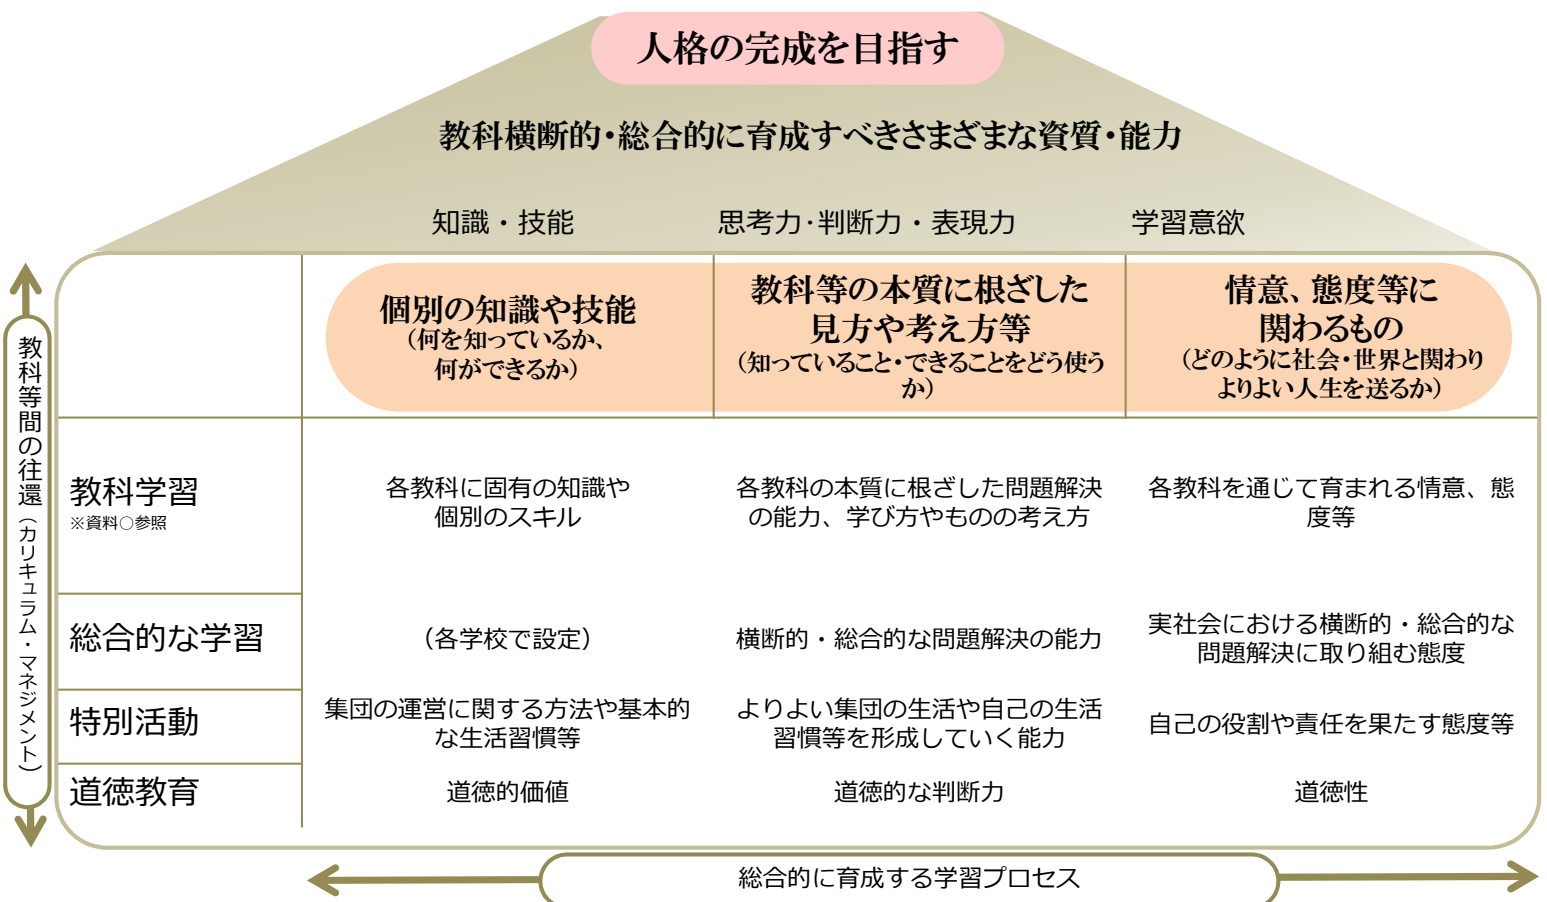 人格の完成を目指す
教科横断的・総合的に育成すべきさまざまな資質・能力
知識・技能
思考力・判断力・表現力
学習意欲
個別の知識や技能
（何を知っているか、
何ができるか）
教科等の本質に根ざした
見方や考え方等
（知っていること・できることをどう使う
か）
情意、態度等に
関わるもの
（どのように社会・世界と関わり
よりよい人生を送るか）
教科等間の往還（カリキュラム・マネジメント）
教科学習
※資料○参照
各教科に固有の知識や
個別のスキル
各教科の本質に根ざした問題解決
の能力、学び方やものの考え方
各教科を通じて育まれる情意、態
度等
総合的な学習
（各学校で設定）
横断的・総合的な問題解決の能力
実社会における横断的・総合的な
問題解決に取り組む態度
特別活動
集団の運営に関する方法や基本的
な生活習慣等
よりよい集団の生活や自己の生活
習慣等を形成していく能力
自己の役割や責任を果たす態度等
道徳教育
道徳的価値
道徳的な判断力
道徳性
総合的に育成する学習プロセス